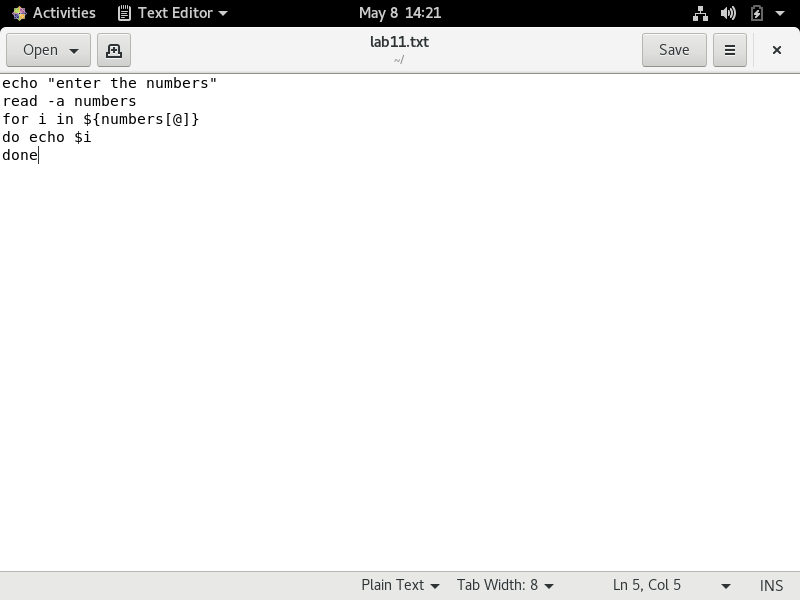 Activities Text Editor May 8 14:21
Open lab11.txt Save
~/
echo "enter the numbers"
read -a numbers
for i in ${numbers[@]}
do echo $i
done
Plain Text Tab Width: 8 Ln 5, Col 5 INS